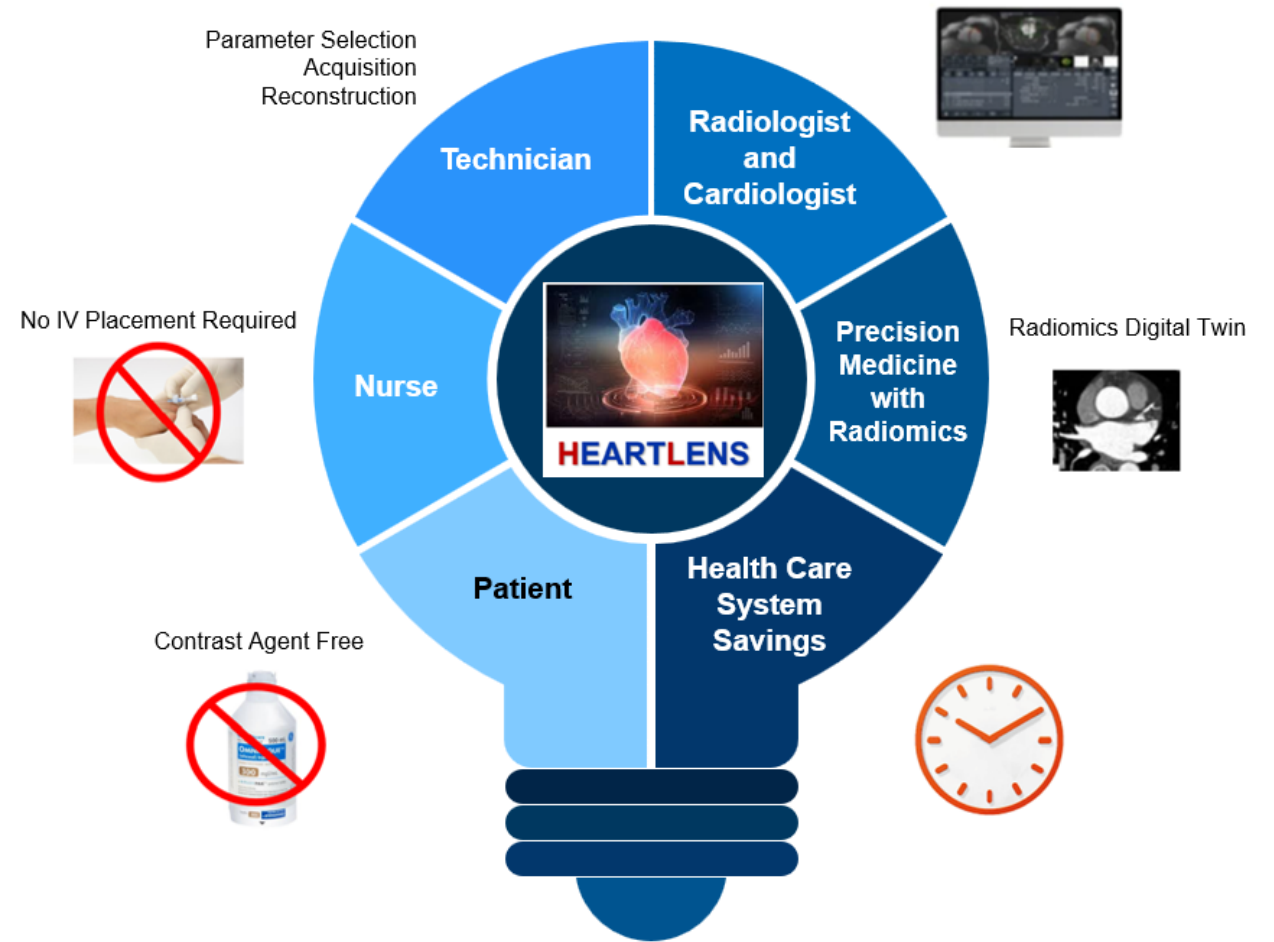 Parameter Selection
Acquisition
Reconstruction
Technician
Radiologist
and
Cardiologist
No IV Placement Required
Nurse
HEARTLENS
Precision
Medicine
with
Radiomics
Radiomics Digital Twin
Patient
Health Care
System
Savings
Contrast Agent Free